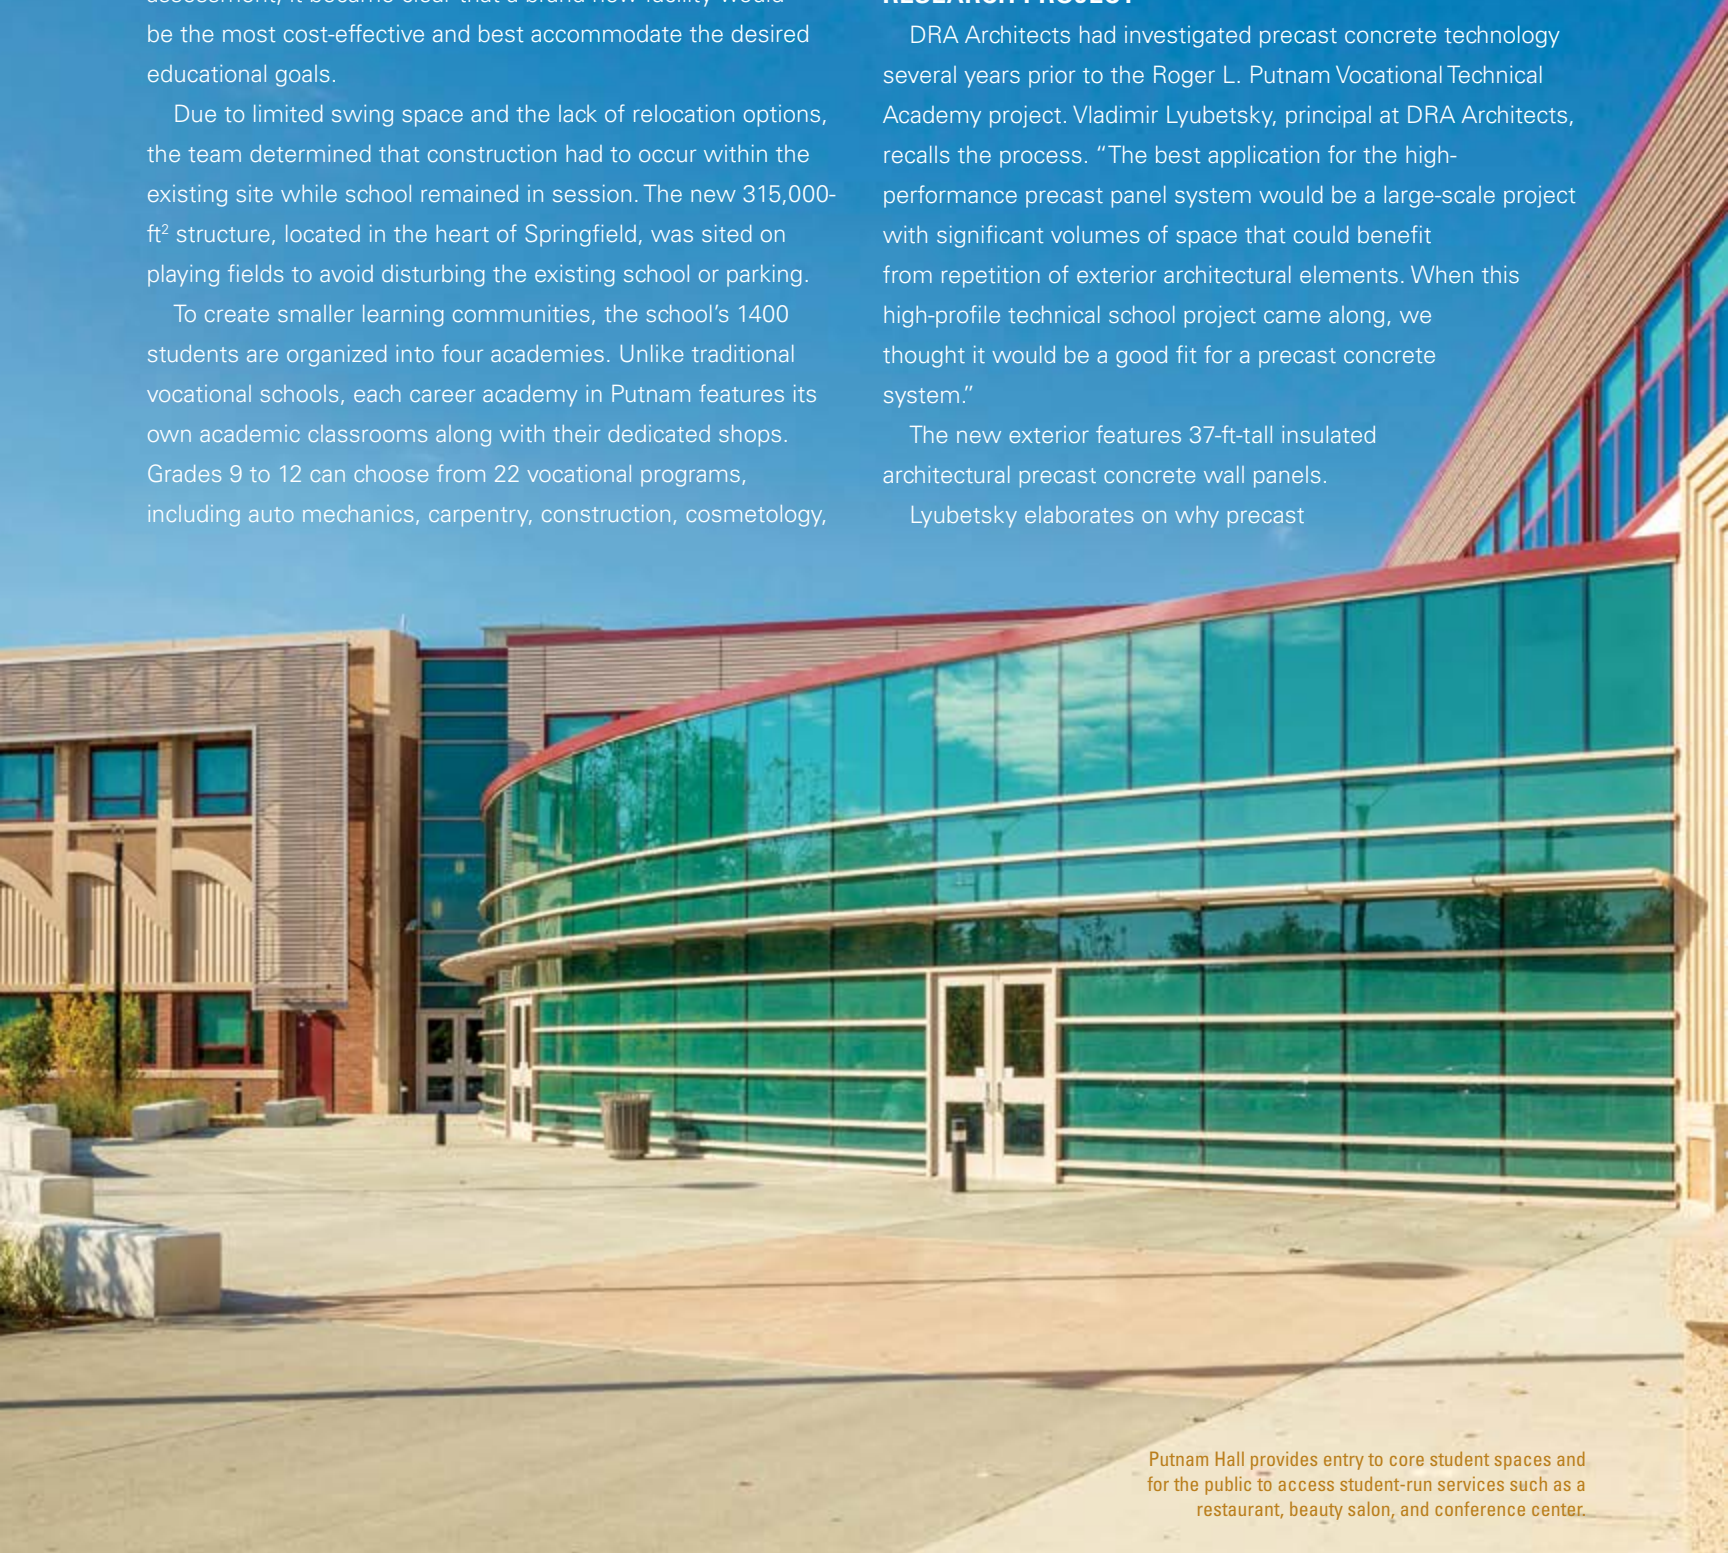 assessment, it became clear that a brand new facility would
be the most cost-effective and best accommodate the desired
educational goals.
Due to limited swing space and the lack of relocation options,
the team determined that construction had to occur within the
existing site while school remained in session. The new 315,000-
ft² structure, located in the heart of Springfield, was sited on
playing fields to avoid disturbing the existing school or parking.
To create smaller learning communities, the school’s 1400
students are organized into four academies. Unlike traditional
vocational schools, each career academy in Putnam features its
own academic classrooms along with their dedicated shops.
Grades 9 to 12 can choose from 22 vocational programs,
including auto mechanics, carpentry, construction, cosmetology,
RESEARCH PROJECT
DRA Architects had investigated precast concrete technology
several years prior to the Roger L. Putnam Vocational Technical
Academy project. Vladimir Lyubetsky, principal at DRA Architects,
recalls the process. “The best application for the high-
performance precast panel system would be a large-scale project
with significant volumes of space that could benefit
from repetition of exterior architectural elements. When this
high-profile technical school project came along, we
thought it would be a good fit for a precast concrete
system.”
The new exterior features 37-ft-tall insulated
architectural precast concrete wall panels.
Lyubetsky elaborates on why precast
Putnam Hall provides entry to core student spaces and
for the public to access student-run services such as a
restaurant, beauty salon, and conference center.